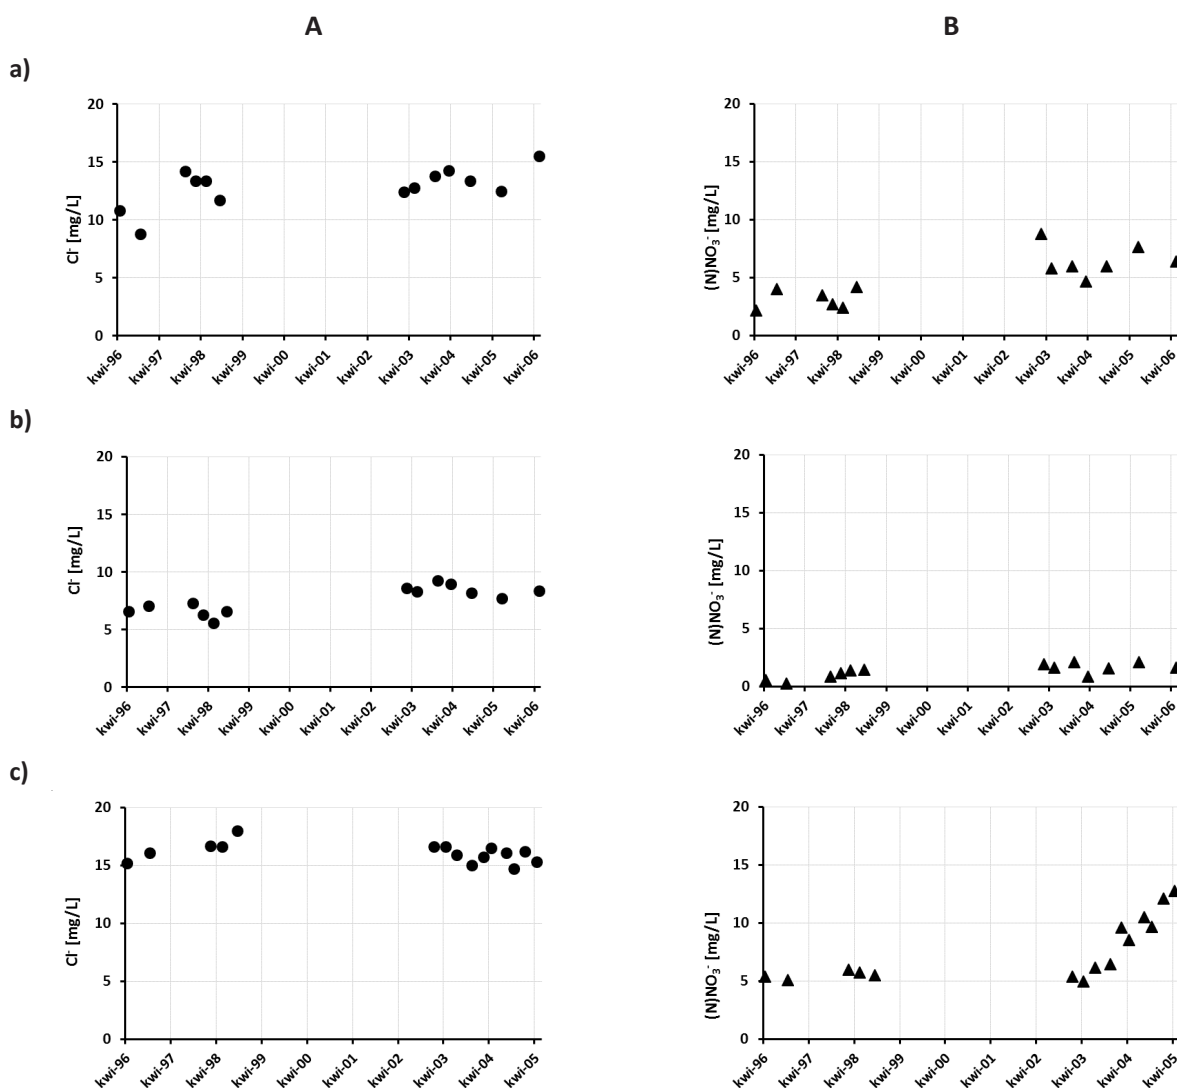 A
B
a)
20
15
10
5
0
Cl⁻ [mg/L]
kwi-96
kwi-97
kwi-98
kwi-99
kwi-00
kwi-01
kwi-02
kwi-03
kwi-04
kwi-05
kwi-06
20
15
10
5
0
(N)NO₃⁻ [mg/L]
kwi-96
kwi-97
kwi-98
kwi-99
kwi-00
kwi-01
kwi-02
kwi-03
kwi-04
kwi-05
kwi-06
b)
20
15
10
5
0
Cl⁻ [mg/L]
kwi-96
kwi-97
kwi-98
kwi-99
kwi-00
kwi-01
kwi-02
kwi-03
kwi-04
kwi-05
kwi-06
20
15
10
5
0
(N)NO₃⁻ [mg/L]
kwi-96
kwi-97
kwi-98
kwi-99
kwi-00
kwi-01
kwi-02
kwi-03
kwi-04
kwi-05
kwi-06
c)
20
15
10
5
0
Cl⁻ [mg/L]
kwi-96
kwi-97
kwi-98
kwi-99
kwi-00
kwi-01
kwi-02
kwi-03
kwi-04
kwi-05
20
15
10
5
0
(N)NO₃⁻ [mg/L]
kwi-96
kwi-97
kwi-98
kwi-99
kwi-00
kwi-01
kwi-02
kwi-03
kwi-04
kwi-05